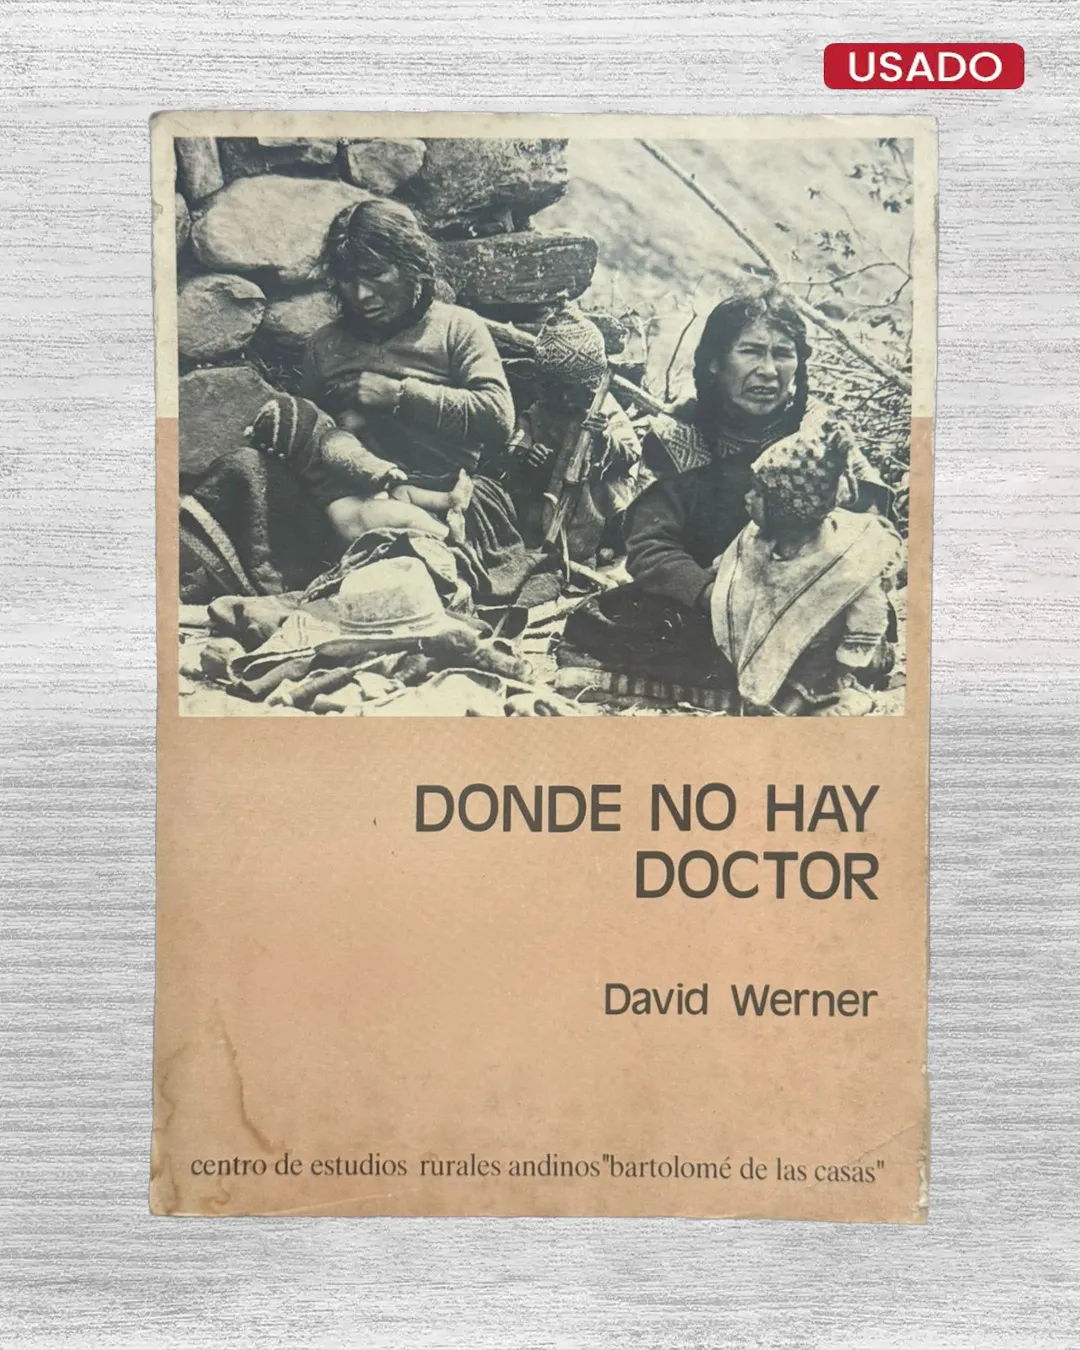 USADO
DONDE NO HAY
DOCTOR
David Werner
centro de estudios rurales andinos "bartolomé de las casas"